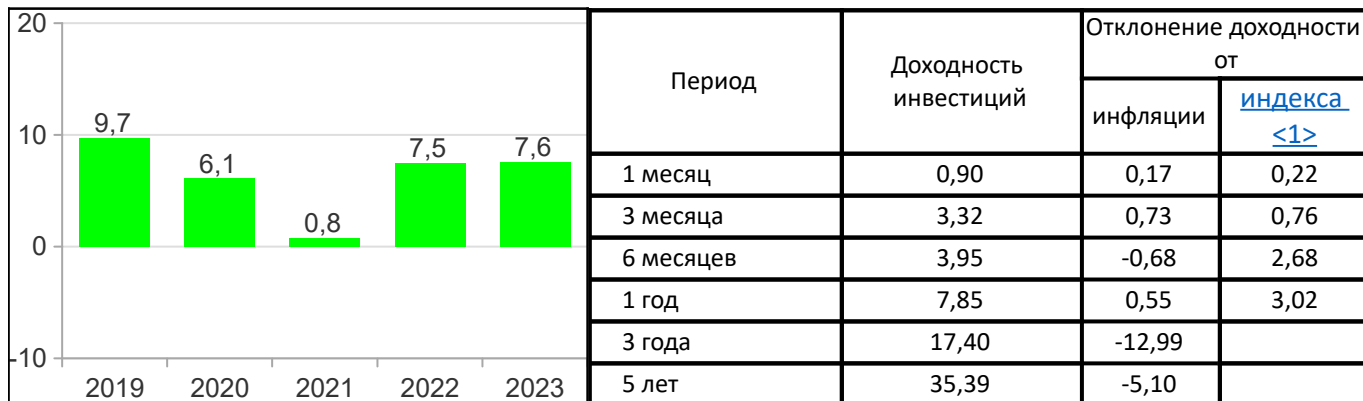 20
10
0
-10
9,7
6,1
0,8
7,5
7,6
2019 2020 2021 2022 2023
Период
Доходность
инвестиций
Отклонение доходности
от
инфляции
индекса
<1>
1 месяц 0,90 0,17 0,22
3 месяца 3,32 0,73 0,76
6 месяцев 3,95 -0,68 2,68
1 год 7,85 0,55 3,02
3 года 17,40 -12,99
5 лет 35,39 -5,10